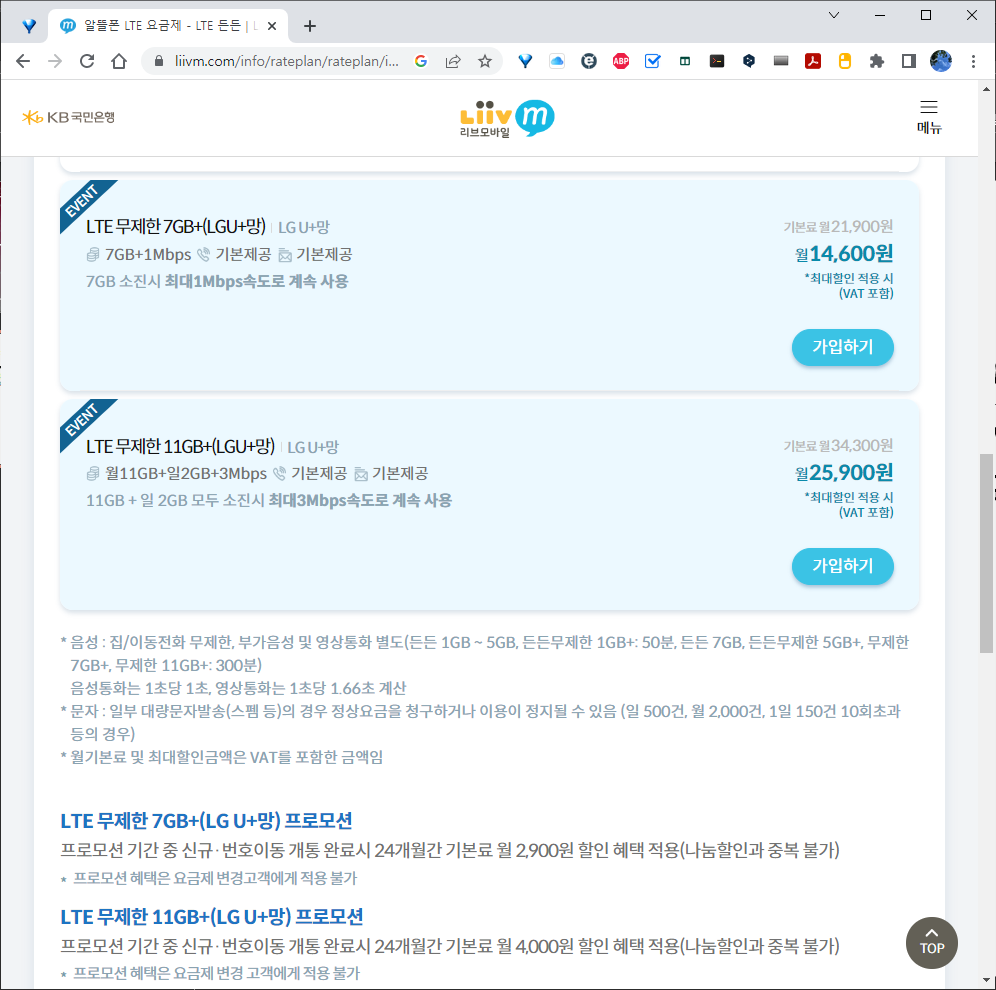 알뜰폰 LTE 요금제 - LTE 든든 | L
liivm.com/info/rateplan/rateplan/i...
ABP
KB국민은행
Liiv m
리브모바일
메뉴
EVENT
LTE 무제한 7GB+(LGU+망) LG U+망
기본료 월21,900원
7GB+1Mbps 기본제공 기본제공
월14,600원
7GB 소진시 최대1Mbps속도로 계속 사용
*최대할인 적용 시
(VAT 포함)
가입하기
EVENT
LTE 무제한 11GB+(LGU+망) LG U+망
기본료 월34,300원
월11GB+일2GB+3Mbps 기본제공 기본제공
월25,900원
11GB + 일 2GB 모두 소진시 최대3Mbps속도로 계속 사용
*최대할인 적용 시
(VAT 포함)
가입하기
* 음성 : 집/이동전화 무제한, 부가음성 및 영상통화 별도(든든 1GB ~ 5GB, 든든무제한 1GB+: 50분, 든든 7GB, 든든무제한 5GB+, 무제한
7GB+, 무제한 11GB+: 300분)
음성통화는 1초당 1초, 영상통화는 1초당 1.66초 계산
* 문자 : 일부 대량문자발송(스펨 등)의 경우 정상요금을 청구하거나 이용이 정지될 수 있음 (일 500건, 월 2,000건, 1일 150건 10회초과
등의 경우)
* 월기본료 및 최대할인금액은 VAT를 포함한 금액임
LTE 무제한 7GB+(LG U+망) 프로모션
프로모션 기간 중 신규·번호이동 개통 완료시 24개월간 기본료 월 2,900원 할인 혜택 적용(나눔할인과 중복 불가)
* 프로모션 혜택은 요금제 변경고객에게 적용 불가
LTE 무제한 11GB+(LG U+망) 프로모션
프로모션 기간 중 신규·번호이동 개통 완료시 24개월간 기본료 월 4,000원 할인 혜택 적용(나눔할인과 중복 불가)
* 프로모션 혜택은 요금제 변경 고객에게 적용 불가
TOP